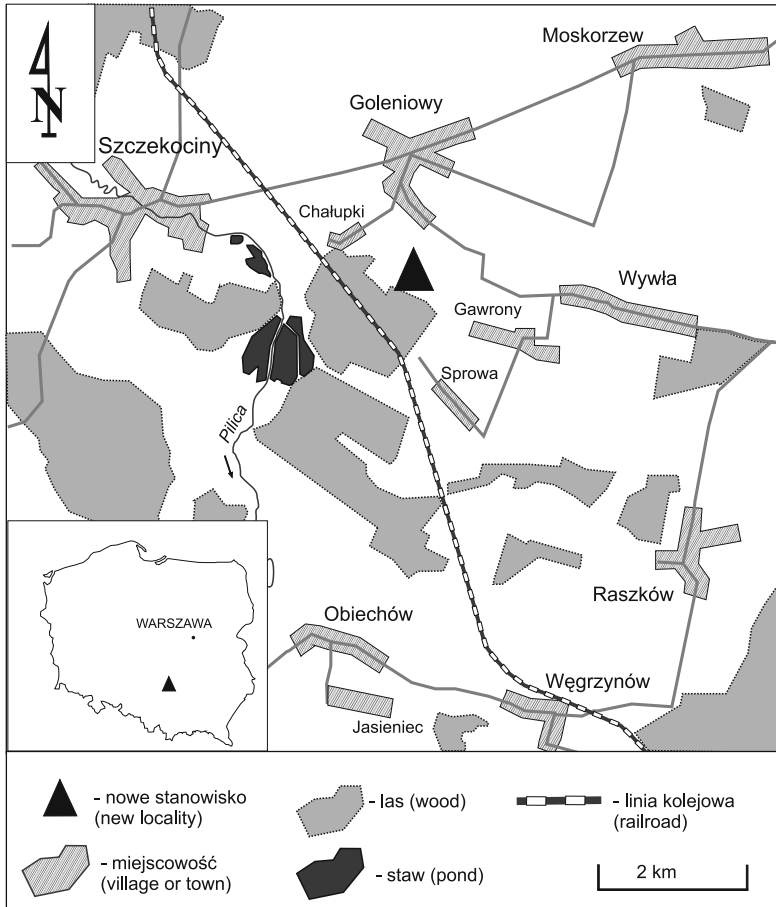 N
Moskorzew
Goleniowy
Szczekociny
Chałupki
Wywła
Gawrony
Sprowa
Pilica
Raszków
WARSZAWA
Obiechów
Węgrzynów
Jasieniec
- nowe stanowisko
(new locality)
- las (wood)
- linia kolejowa
(railroad)
- miejscowość
(village or town)
- staw (pond)
2 km